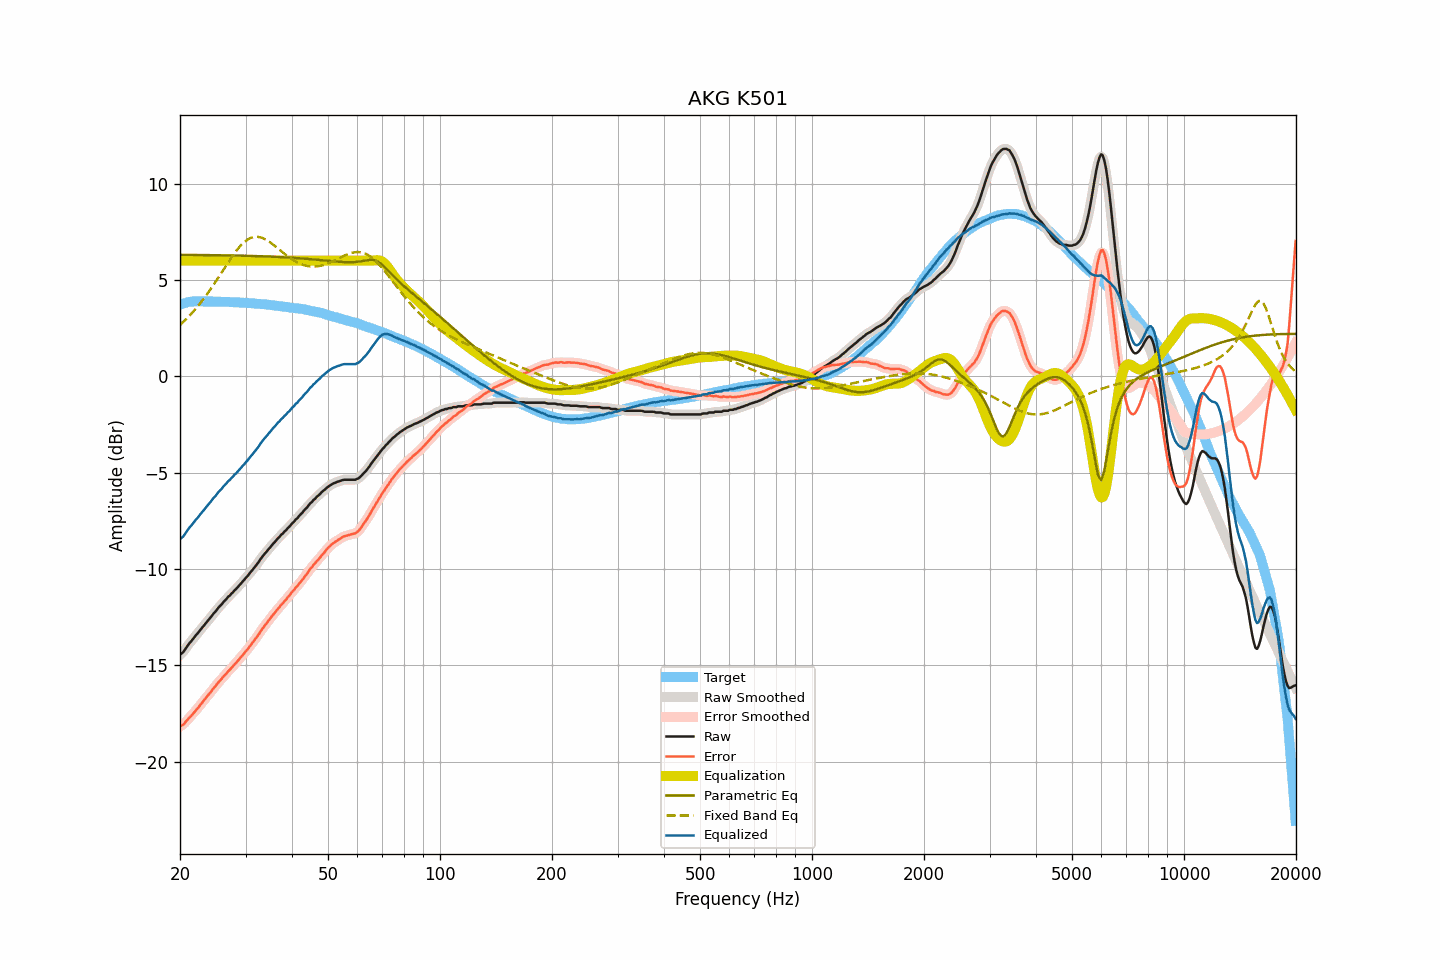 AKG K501
Amplitude (dBr)
10
5
0
−5
−10
−15
−20
Target
Raw Smoothed
Error Smoothed
Raw
Error
Equalization
Parametric Eq
Fixed Band Eq
Equalized
20 50 100 200 500 1000 2000 5000 10000 20000
Frequency (Hz)